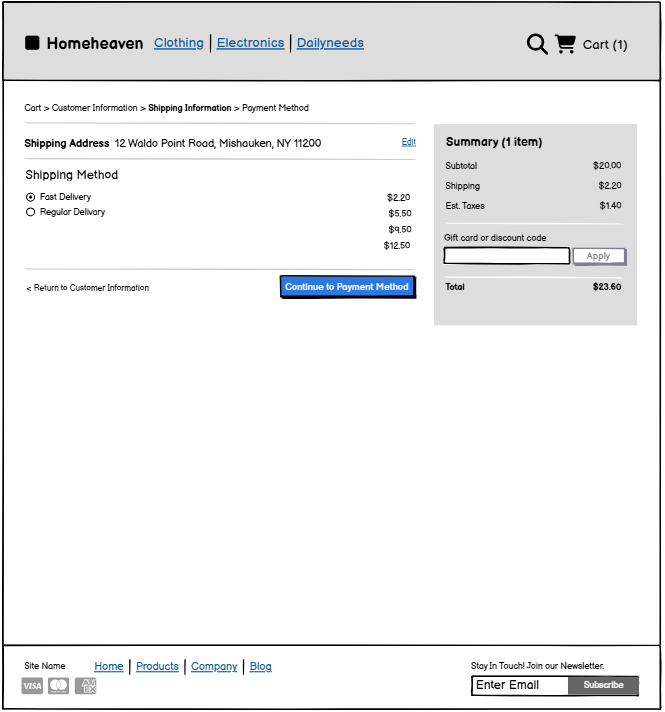 Homeheaven Clothing | Electronics | Dailyneeds Cart (1)
Cart > Customer Information > Shipping Information > Payment Method
Shipping Address 12 Waldo Point Road, Mishauken, NY 11200 Edit
Shipping Method
Fast Delivery $2.20
Regular Delivary $5.50
$9.50
$12.50
< Return to Customer Information Continue to Payment Method
Summary (1 item)
Subtotal $20.00
Shipping $2.20
Est. Taxes $1.40
Gift card or discount code
Apply
Total $23.60
Site Name Home | Products | Company | Blog
VISA AM EX
Stay In Touch! Join our Newsletter.
Enter Email Subscribe